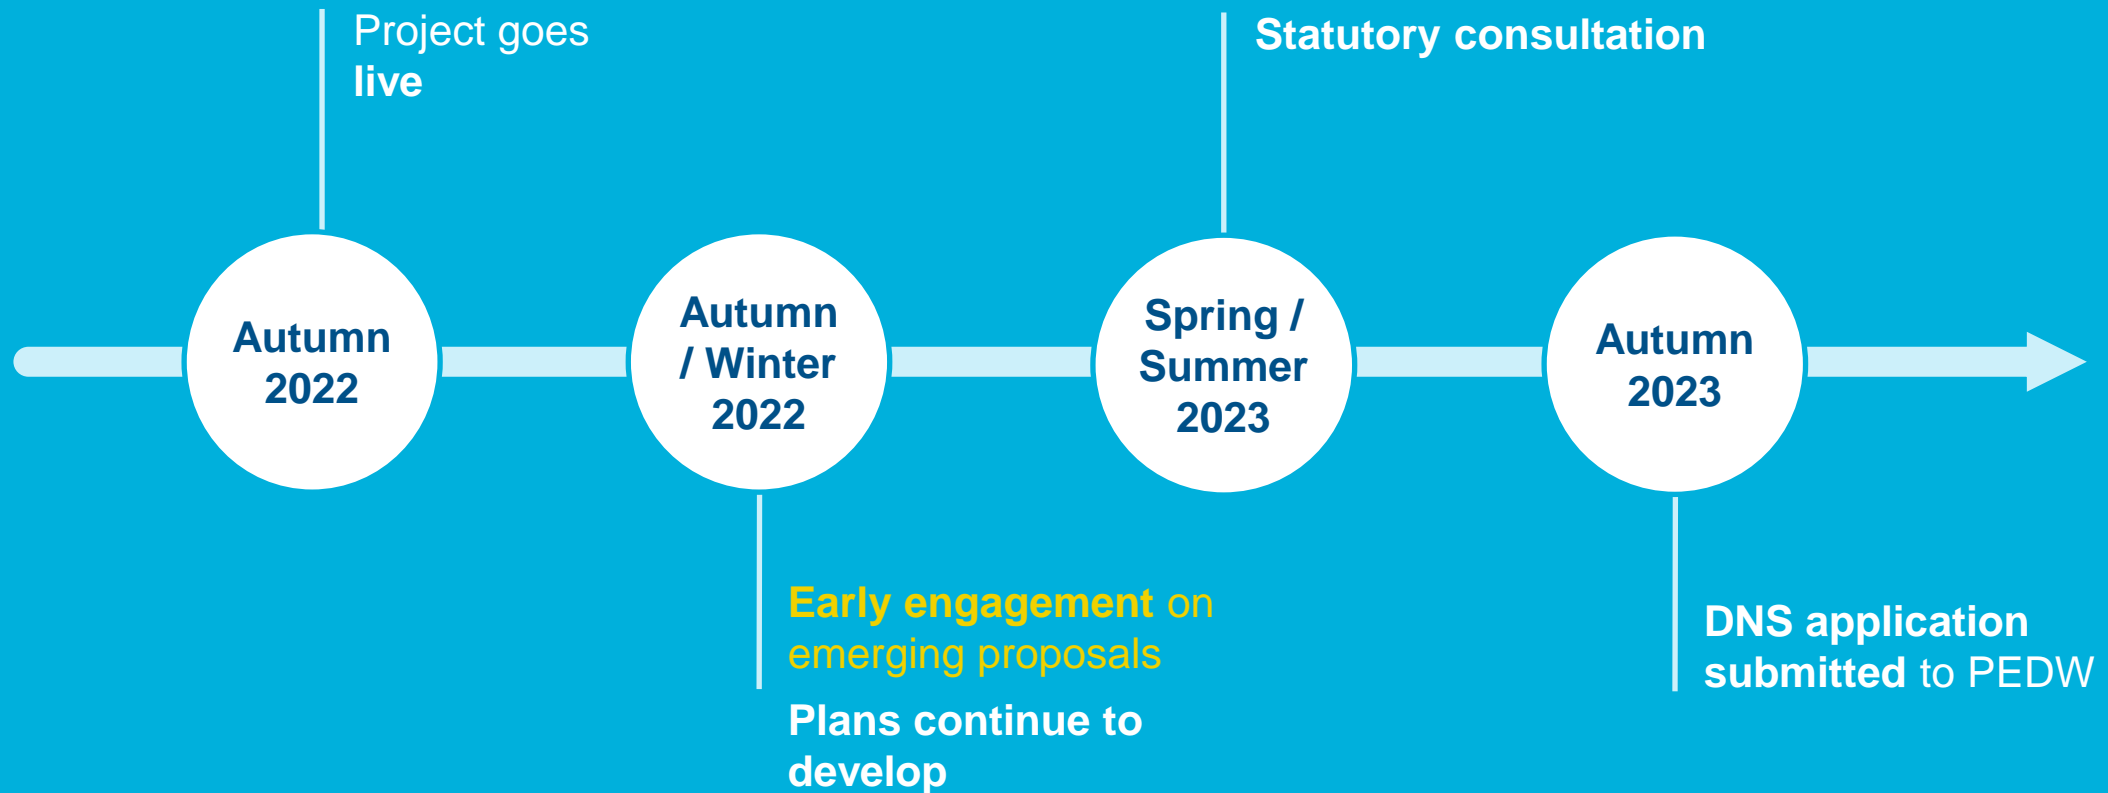 Project goes
live
Statutory consultation
Autumn
2022
Autumn
/ Winter
2022
Spring /
Summer
2023
Autumn
2023
Early engagement on
emerging proposals
Plans continue to
develop
DNS application
submitted to PEDW